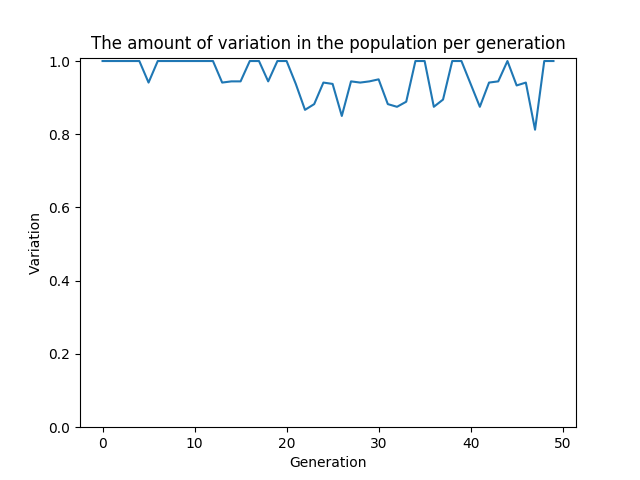 The amount of variation in the population per generation
1.0
0.8
0.6
0.4
0.2
0.0
Variation
0 10 20 30 40 50
Generation